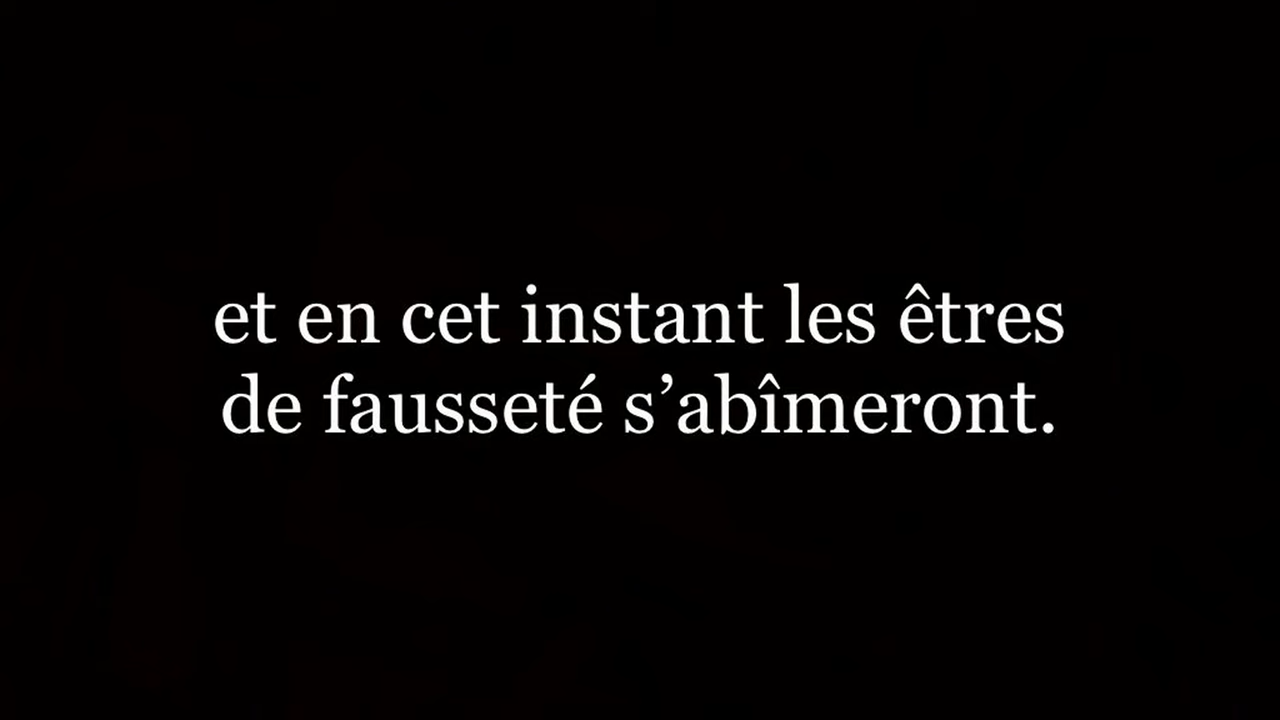 et en cet instant les êtres
de fausseté s’abîmeront.